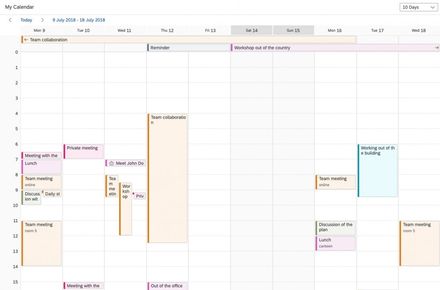 My Calendar
10 Days
Today
9 July 2018 - 18 July 2018
Mon 9
Tue 10
Wed 11
Thu 12
Fri 13
Sat 14
Sun 15
Mon 16
Tue 17
Wed 18
Team collaboration
Reminder
Workshop out of the country
0
1
2
3
4
Team collaboratio
n
5
6
Private meeting
Working out of th
e building
7
Meeting with the
Lunch
Meet John Do
8
Team meeting
online
Tea
m
me
etin
Team meeting
online
9
Discuss
ion wit
Daily st
Wor
ksh
op
Priv
10
11
Team meeting
room 5
Discussion of the
plan
Team meeting
room 5
12
Lunch
canteen
13
14
15
Meeting with the
Out of the office